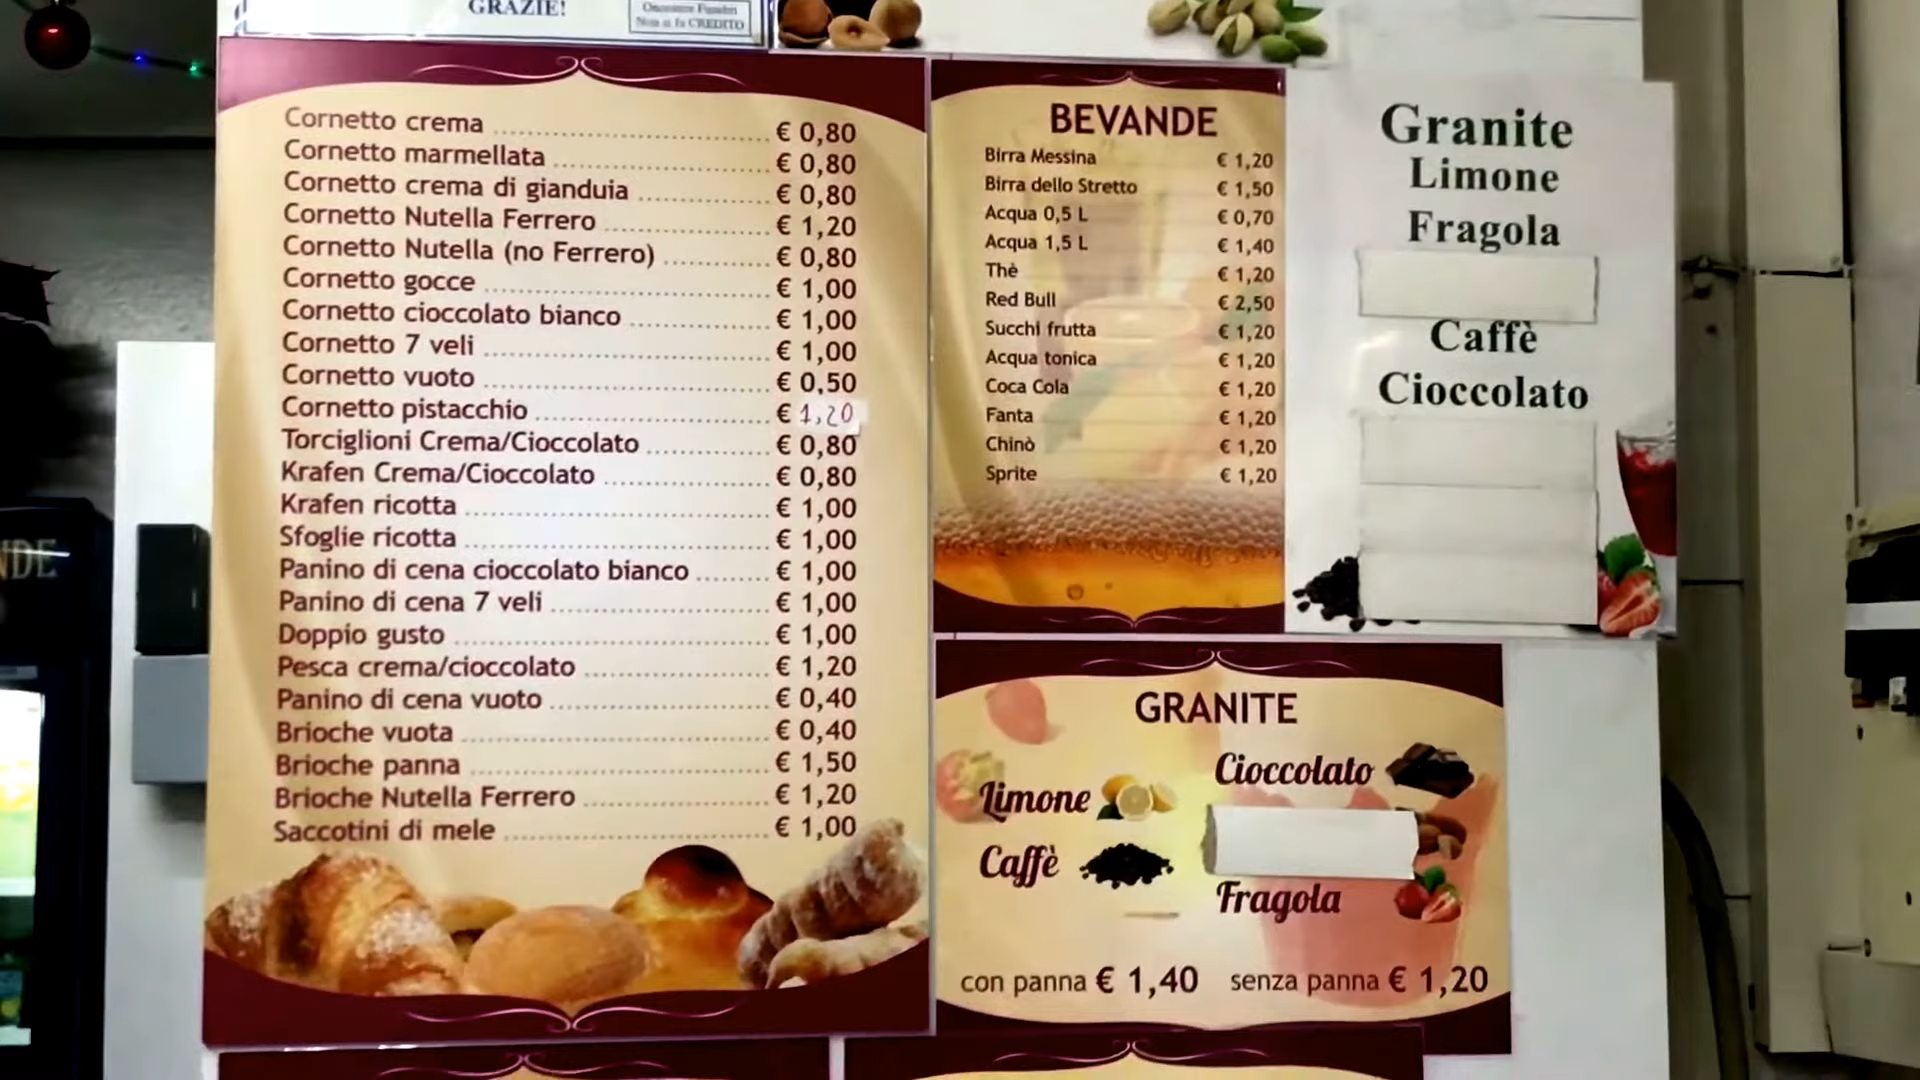 GRAZIE!
Non si fa CREDITO
Cornetto crema € 0,80
Cornetto marmellata € 0,80
Cornetto crema di gianduia € 0,80
Cornetto Nutella Ferrero € 1,20
Cornetto Nutella (no Ferrero) € 0,80
Cornetto gocce € 1,00
Cornetto cioccolato bianco € 1,00
Cornetto 7 veli € 1,00
Cornetto vuoto € 0,50
Cornetto pistacchio € 1,20
Torciglioni Crema/Cioccolato € 0,80
Krafen Crema/Cioccolato € 0,80
Krafen ricotta € 1,00
Sfoglie ricotta € 1,00
Panino di cena cioccolato bianco € 1,00
Panino di cena 7 veli € 1,00
Doppio gusto € 1,00
Pesca crema/cioccolato € 1,20
Panino di cena vuoto € 0,40
Brioche vuota € 0,40
Brioche panna € 1,50
Brioche Nutella Ferrero € 1,20
Saccotini di mele € 1,00
BEVANDE
Birra Messina € 1,20
Birra dello Stretto € 1,50
Acqua 0,5 L € 0,70
Acqua 1,5 L € 1,40
Thè € 1,20
Red Bull € 2,50
Succhi frutta € 1,20
Acqua tonica € 1,20
Coca Cola € 1,20
Fanta € 1,20
Chinò € 1,20
Sprite € 1,20
Granite
Limone
Fragola
Caffè
Cioccolato
GRANITE
Limone
Cioccolato
Caffè
Fragola
con panna € 1,40 senza panna € 1,20